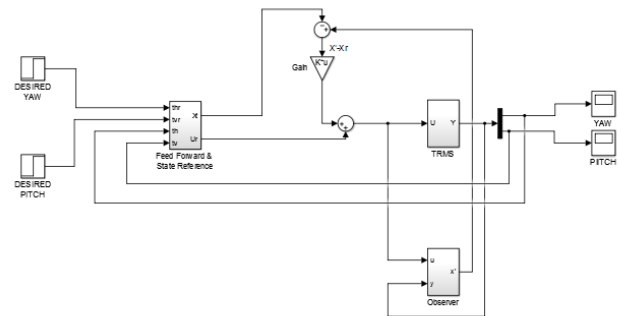 X'-Xr
K*u
Gain
DESIRED
YAW
thr
tvr
th
tv
Xr
Ur
Feed Forward &
State Reference
U
Y
TRMS
YAW
PITCH
DESIRED
PITCH
u
y
x'
Observer